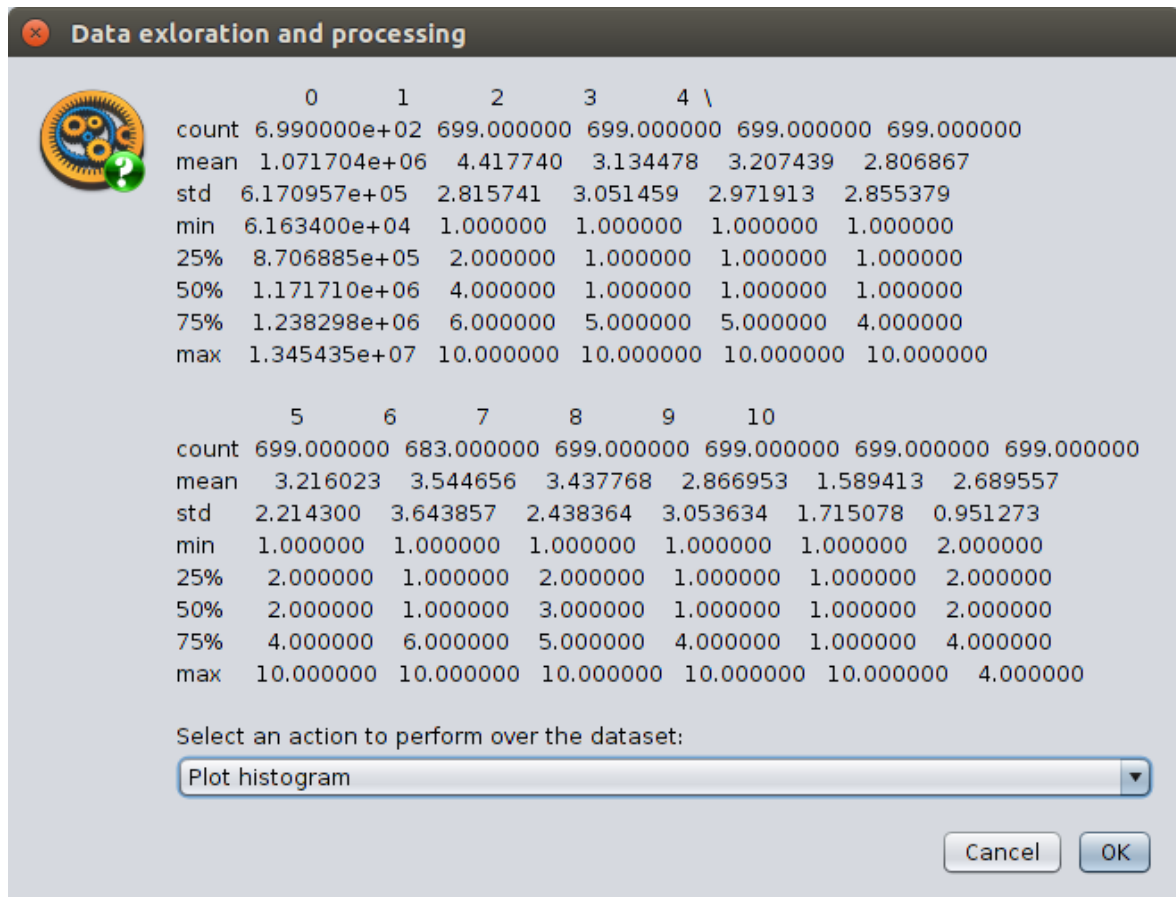 Data exloration and processing
0 1 2 3 4 \
count 6.990000e+02 699.000000 699.000000 699.000000 699.000000
mean 1.071704e+06 4.417740 3.134478 3.207439 2.806867
std 6.170957e+05 2.815741 3.051459 2.971913 2.855379
min 6.163400e+04 1.000000 1.000000 1.000000 1.000000
25% 8.706885e+05 2.000000 1.000000 1.000000 1.000000
50% 1.171710e+06 4.000000 1.000000 1.000000 1.000000
75% 1.238298e+06 6.000000 5.000000 5.000000 4.000000
max 1.345435e+07 10.000000 10.000000 10.000000 10.000000
5 6 7 8 9 10
count 699.000000 683.000000 699.000000 699.000000 699.000000 699.000000
mean 3.216023 3.544656 3.437768 2.866953 1.589413 2.689557
std 2.214300 3.643857 2.438364 3.053634 1.715078 0.951273
min 1.000000 1.000000 1.000000 1.000000 1.000000 2.000000
25% 2.000000 1.000000 2.000000 1.000000 1.000000 2.000000
50% 2.000000 1.000000 3.000000 1.000000 1.000000 2.000000
75% 4.000000 6.000000 5.000000 4.000000 1.000000 4.000000
max 10.000000 10.000000 10.000000 10.000000 10.000000 4.000000
Select an action to perform over the dataset:
Plot histogram
Cancel OK